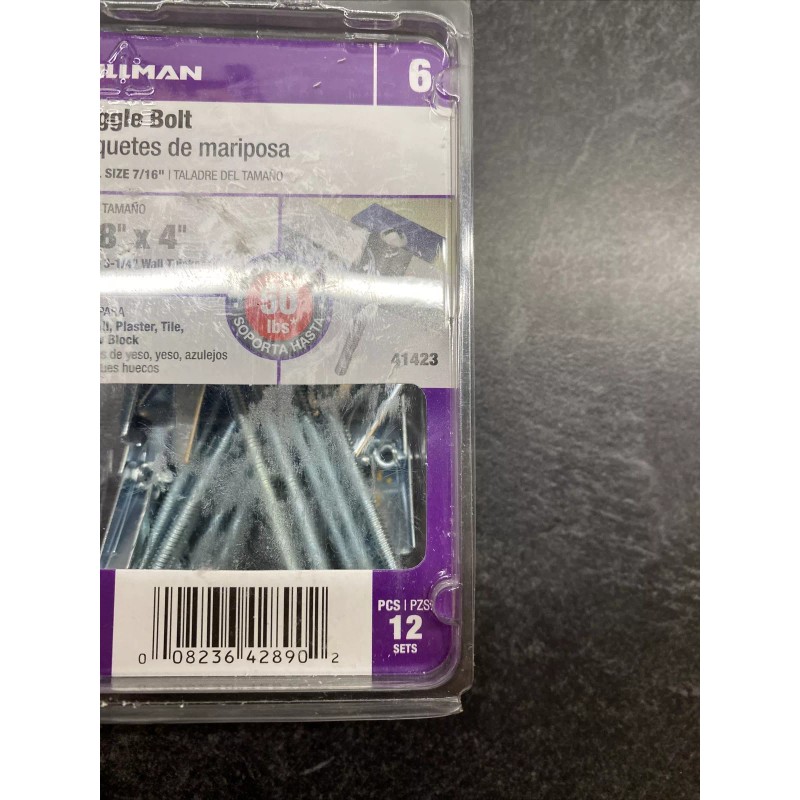 LLMAN
6
ggle Bolt
quetes de mariposa
. SIZE 7/16" | TALADRE DEL TAMAÑO
TAMAÑO
8" x 4"
3-1/4" Wall
50
lbs
SOPORTA HASTA
PARA
Plaster, Tile,
Block
s de yeso, yeso, azulejos
ues huecos
41423
PCS | PZS
12
SETS
0 08236 42890 2